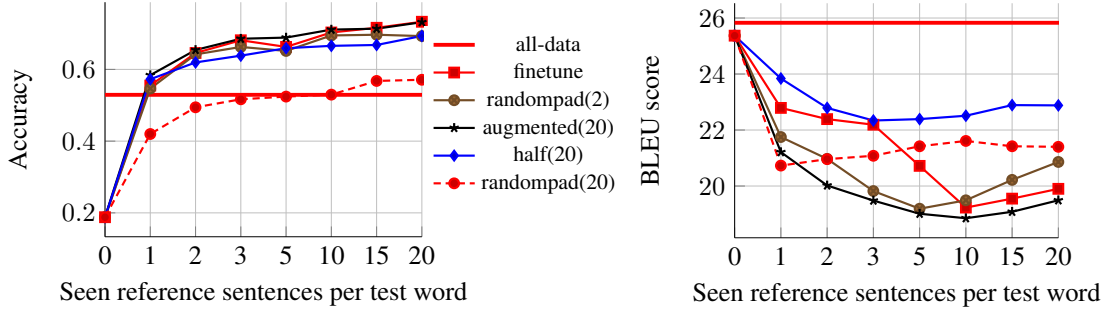 Accuracy
0.6
0.4
0.2
0 1 2 3 5 10 15 20
Seen reference sentences per test word
all-data
finetune
randompad(2)
augmented(20)
half(20)
randompad(20)
BLEU score
26
24
22
20
0 1 2 3 5 10 15 20
Seen reference sentences per test word